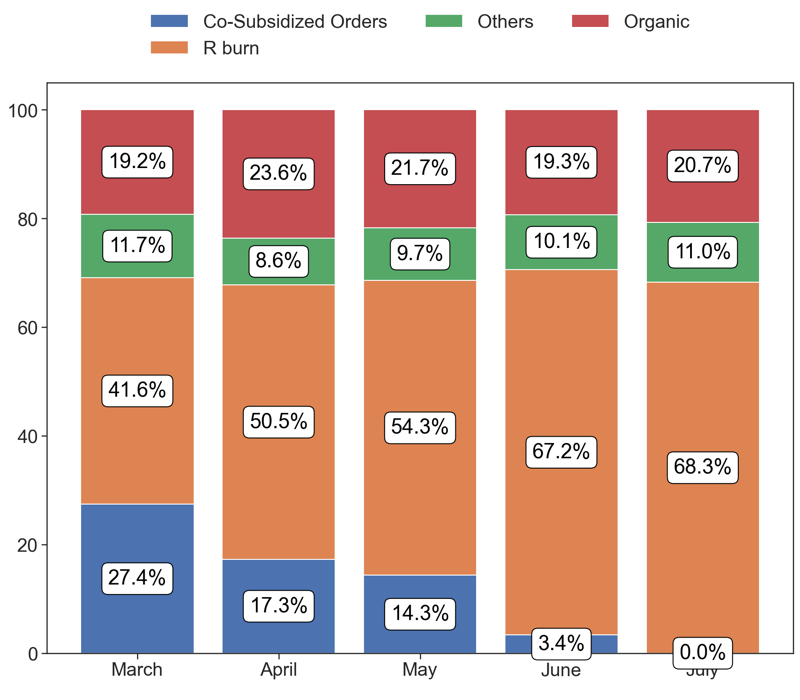 Co-Subsidized Orders Others Organic
R burn
100
80
60
40
20
0
19.2% 23.6% 21.7% 19.3% 20.7%
11.7% 8.6% 9.7% 10.1% 11.0%
41.6% 50.5% 54.3% 67.2% 68.3%
27.4% 17.3% 14.3% 3.4% 0.0%
March April May June July